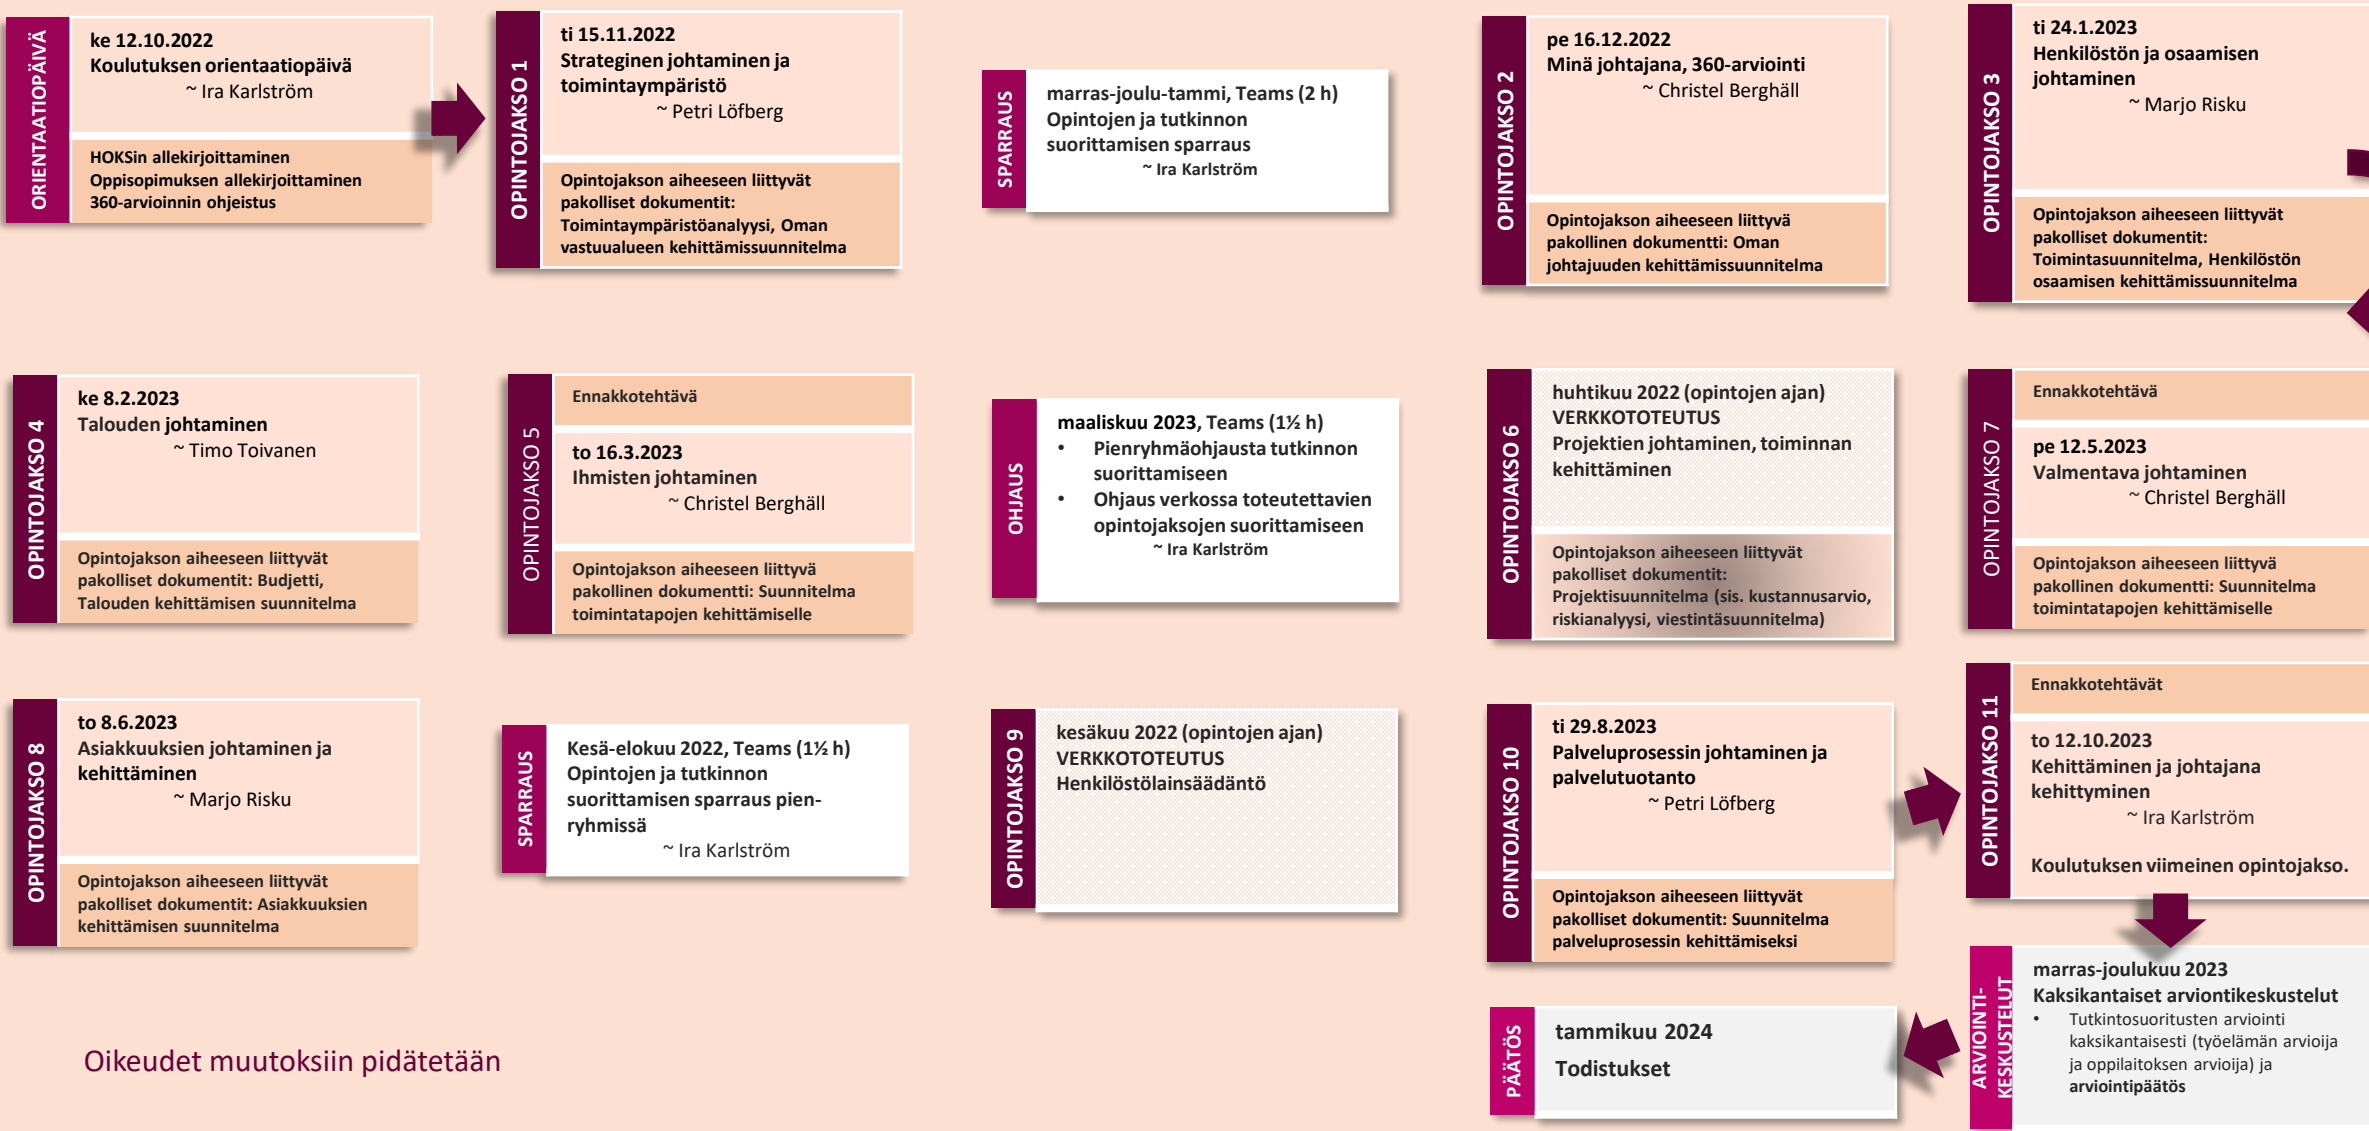 ORIENTAATIOPÄIVÄ
ke 12.10.2022
Koulutuksen orientaatiopäivä
~ Ira Karlström
HOKSin allekirjoittaminen
Oppisopimuksen allekirjoittaminen
360-arvioinnin ohjeistus
OPINTOJAKSO 1
ti 15.11.2022
Strateginen johtaminen ja
toimintaympäristö
~ Petri Löfberg
Opintojakson aiheeseen liittyvät
pakolliset dokumentit:
Toimintaympäristöanalyysi, Oman
vastuualueen kehittämissuunnitelma
SPARRAUS
marras-joulu-tammi, Teams (2 h)
Opintojen ja tutkinnon
suorittamisen sparraus
~ Ira Karlström
OPINTOJAKSO 2
pe 16.12.2022
Minä johtajana, 360-arviointi
~ Christel Berghäll
Opintojakson aiheeseen liittyvä
pakollinen dokumentti: Oman
johtajuuden kehittämissuunnitelma
OPINTOJAKSO 3
ti 24.1.2023
Henkilöstön ja osaamisen
johtaminen
~ Marjo Risku
Opintojakson aiheeseen liittyvät
pakolliset dokumentit:
Toimintasuunnitelma, Henkilöstön
osaamisen kehittämissuunnitelma
OPINTOJAKSO 4
ke 8.2.2023
Talouden johtaminen
~ Timo Toivanen
Opintojakson aiheeseen liittyvät
pakolliset dokumentit: Budjetti,
Talouden kehittämisen suunnitelma
OPINTOJAKSO 5
Ennakkotehtävä
to 16.3.2023
Ihmisten johtaminen
~ Christel Berghäll
Opintojakson aiheeseen liittyvä
pakollinen dokumentti: Suunnitelma
toimintatapojen kehittämiselle
OHJAUS
maaliskuu 2023, Teams (1½ h)
• Pienryhmäohjausta tutkinnon
suorittamiseen
• Ohjaus verkossa toteutettavien
opintojaksojen suorittamiseen
~ Ira Karlström
OPINTOJAKSO 6
huhtikuu 2022 (opintojen ajan)
VERKKOTOTEUTUS
Projektien johtaminen, toiminnan
kehittäminen
Opintojakson aiheeseen liittyvät
pakolliset dokumentit:
Projektisuunnitelma (sis. kustannusarvio,
riskianalyysi, viestintäsuunnitelma)
OPINTOJAKSO 7
Ennakkotehtävä
pe 12.5.2023
Valmentava johtaminen
~ Christel Berghäll
Opintojakson aiheeseen liittyvä
pakollinen dokumentti: Suunnitelma
toimintatapojen kehittämiselle
OPINTOJAKSO 8
to 8.6.2023
Asiakkuuksien johtaminen ja
kehittäminen
~ Marjo Risku
Opintojakson aiheeseen liittyvät
pakolliset dokumentit: Asiakkuuksien
kehittämisen suunnitelma
SPARRAUS
Kesä-elokuu 2022, Teams (1½ h)
Opintojen ja tutkinnon
suorittamisen sparraus pien-
ryhmissä
~ Ira Karlström
OPINTOJAKSO 9
kesäkuu 2022 (opintojen ajan)
VERKKOTOTEUTUS
Henkilöstölainsäädäntö
OPINTOJAKSO 10
ti 29.8.2023
Palveluprosessin johtaminen ja
palvelutuotanto
~ Petri Löfberg
Opintojakson aiheeseen liittyvät
pakolliset dokumentit: Suunnitelma
palveluprosessin kehittämiseksi
OPINTOJAKSO 11
Ennakkotehtävät
to 12.10.2023
Kehittäminen ja johtajana
kehittyminen
~ Ira Karlström
Koulutuksen viimeinen opintojakso.
ARVIOINTI-
KESKUSTELUT
marras-joulukuu 2023
Kaksikantaiset arviontikeskustelut
• Tutkintosuoritusten arviointi
kaksikantaisesti (työelämän arvioija
ja oppilaitoksen arvioija) ja
arviointipäätös
PÄÄTÖS
tammikuu 2024
Todistukset
Oikeudet muutoksiin pidätetään